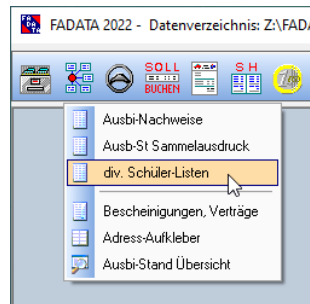 FADATA 2022 - Datenverzeichnis: Z:\FADA
SOLL BUCHEN
S H
Ausbi-Nachweise
Ausb-St Sammelausdruck
div. Schüler-Listen
Bescheinigungen, Verträge
Adress-Aufkleber
Ausbi-Stand Übersicht